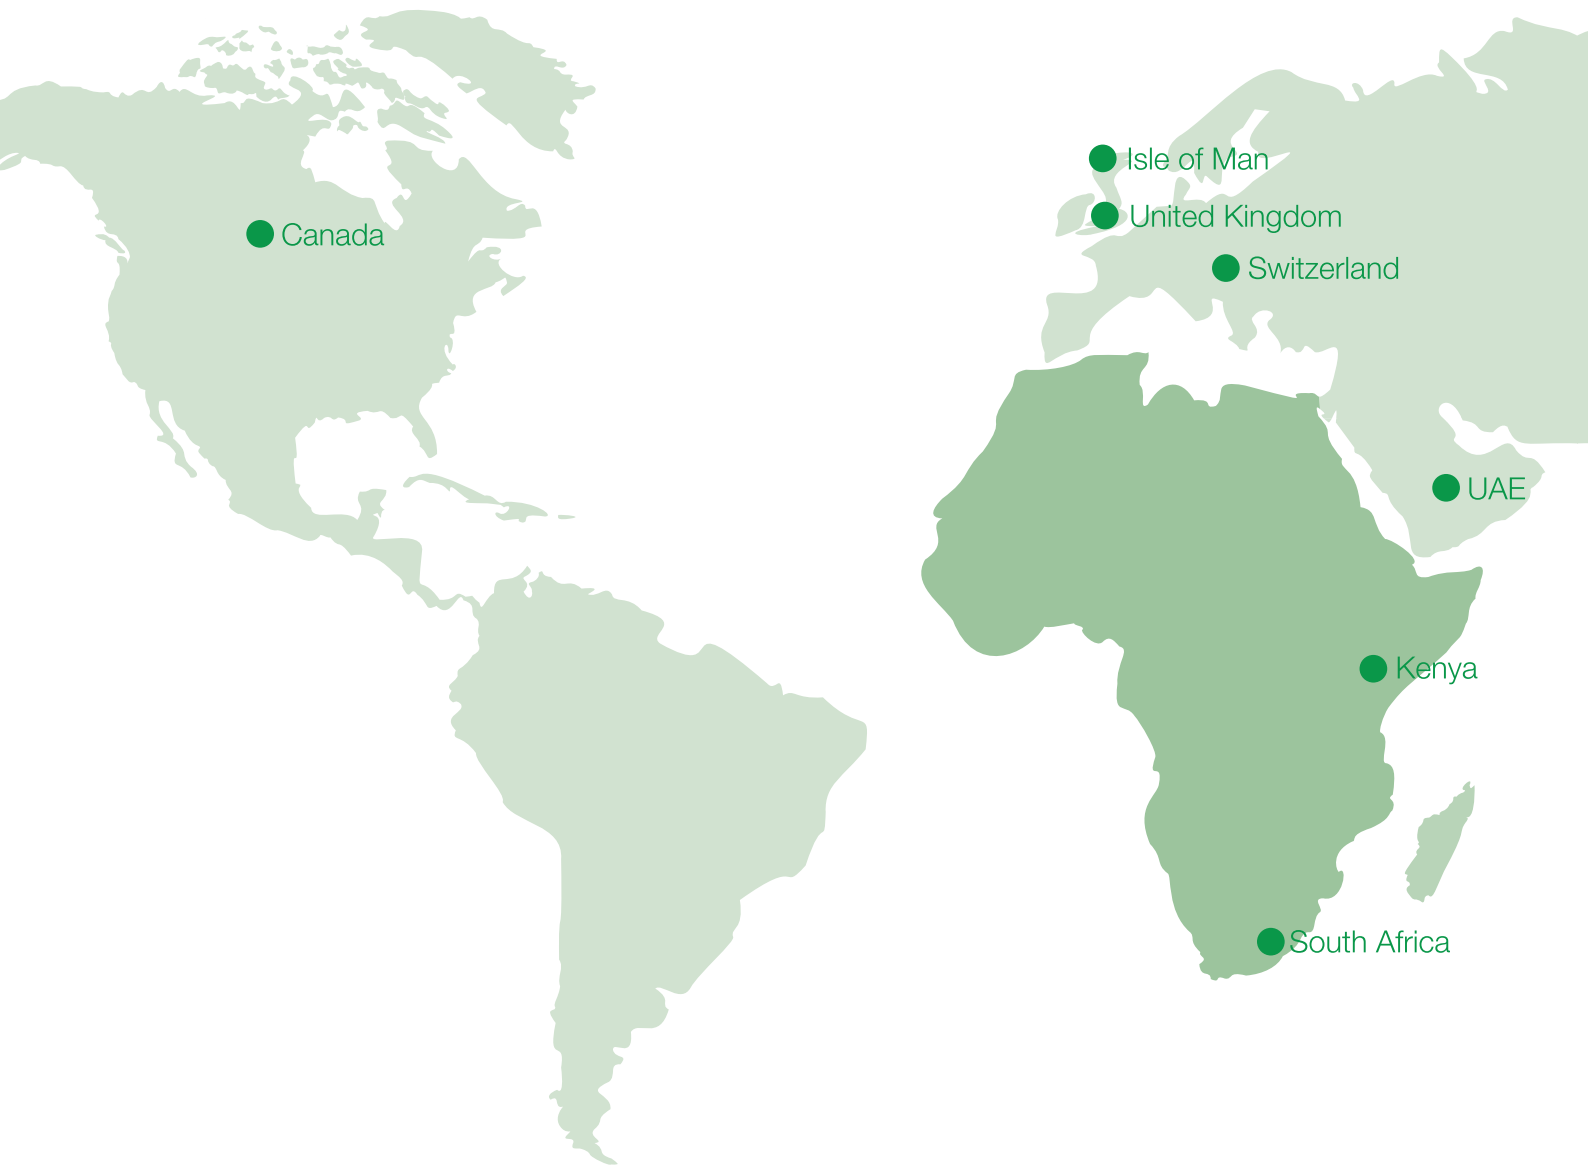 Isle of Man
United Kingdom
Canada
Switzerland
UAE
Kenya
South Africa